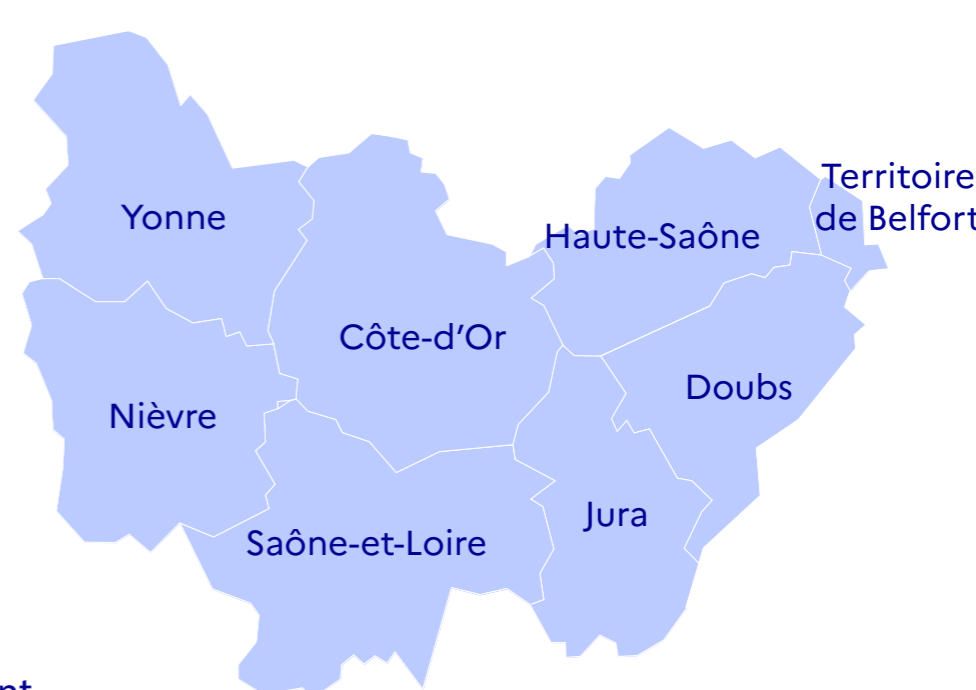 Territoire
de Belfort
Yonne
Haute-Saône
Côte-d’Or
Doubs
Nièvre
Jura
Saône-et-Loire